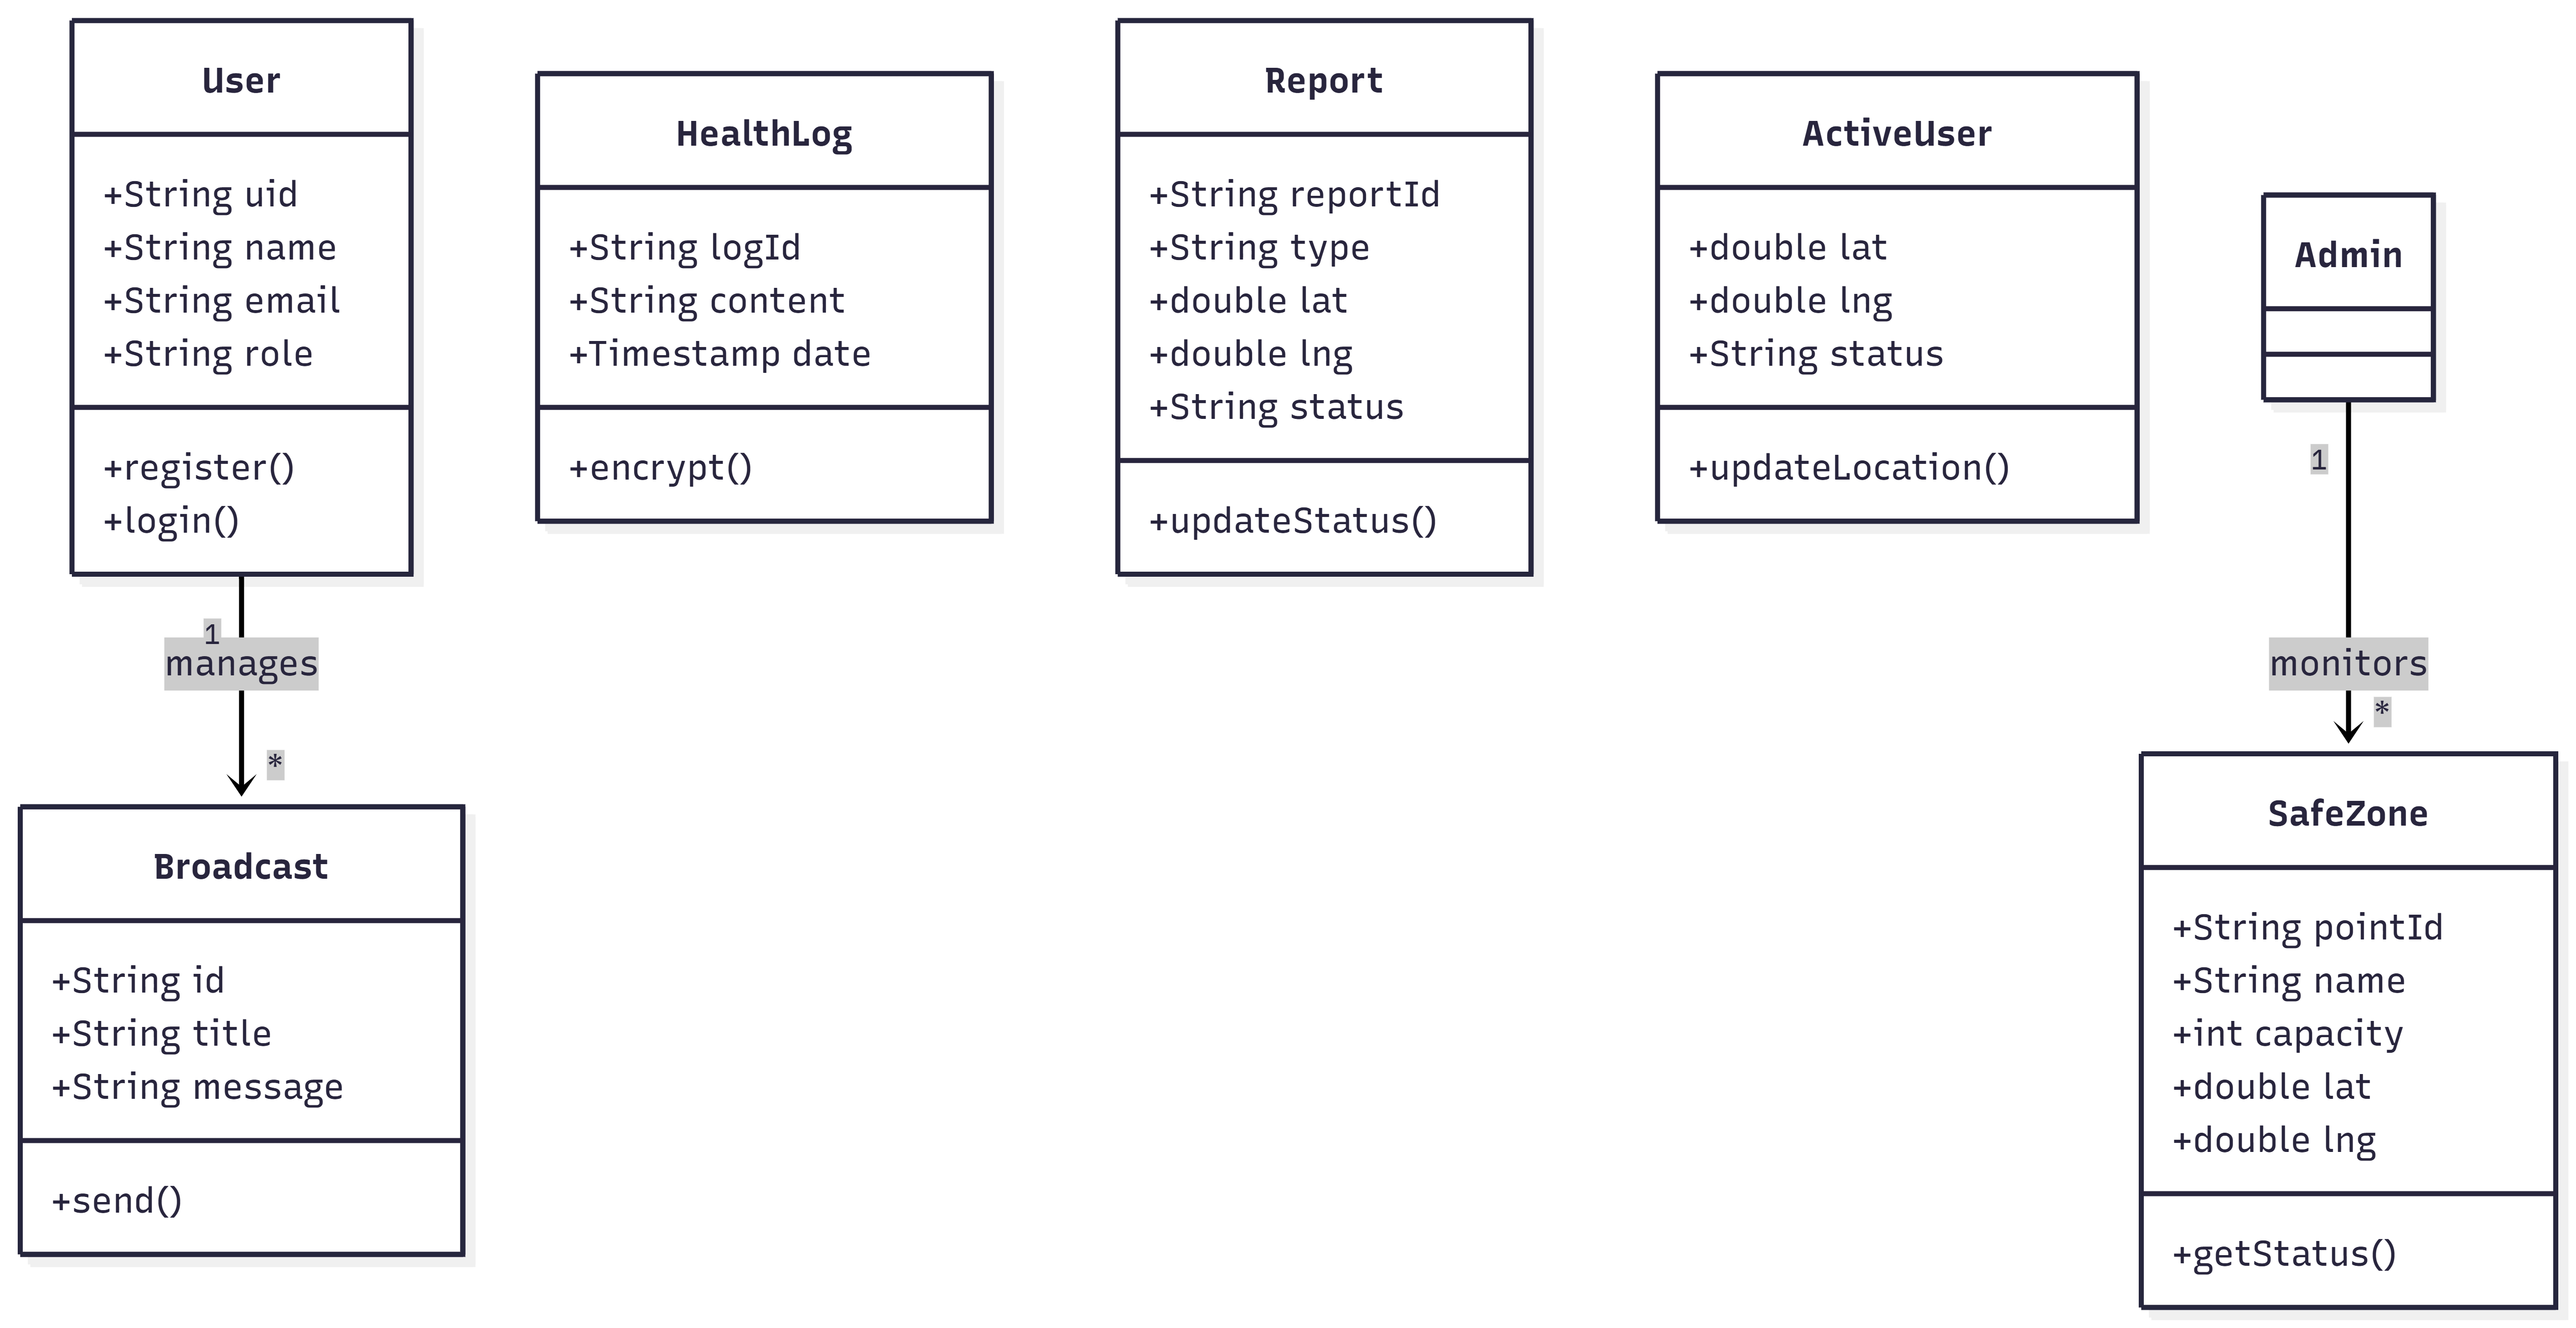 User
+String uid
+String name
+String email
+String role
+register()
+login()
HealthLog
+String logId
+String content
+Timestamp date
+encrypt()
Report
+String reportId
+String type
+double lat
+double lng
+String status
+updateStatus()
ActiveUser
+double lat
+double lng
+String status
+updateLocation()
Admin
1
manages
*
1
monitors
*
Broadcast
+String id
+String title
+String message
+send()
SafeZone
+String pointId
+String name
+int capacity
+double lat
+double lng
+getStatus()